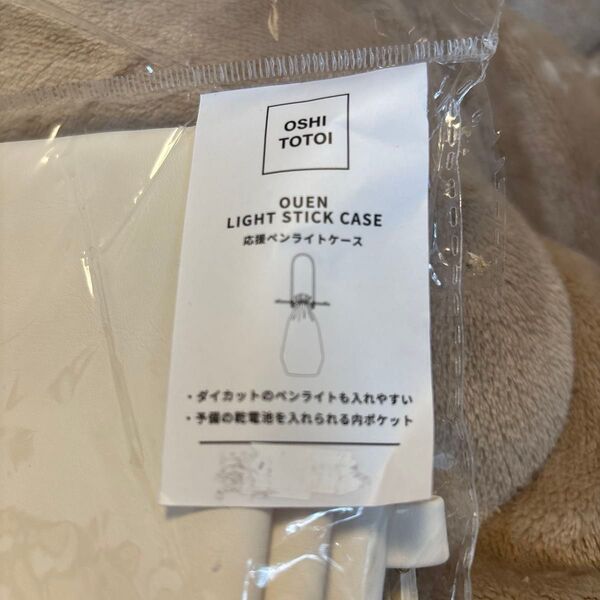 OSHI
TOTOI
OUEN
LIGHT STICK CASE
応援ペンライトケース
・ダイカットのペンライトも入れやすい
・予備の乾電池を入れられる内ポケット